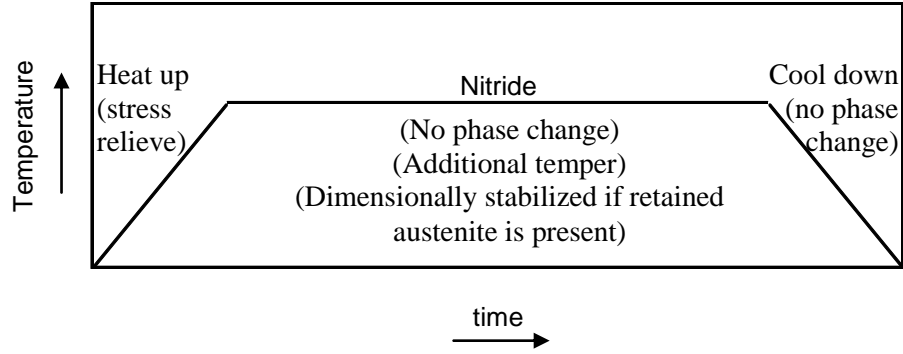 Temperature
Heat up
(stress
relieve)
Nitride
(No phase change)
(Additional temper)
(Dimensionally stabilized if retained
austenite is present)
Cool down
(no phase
change)
time